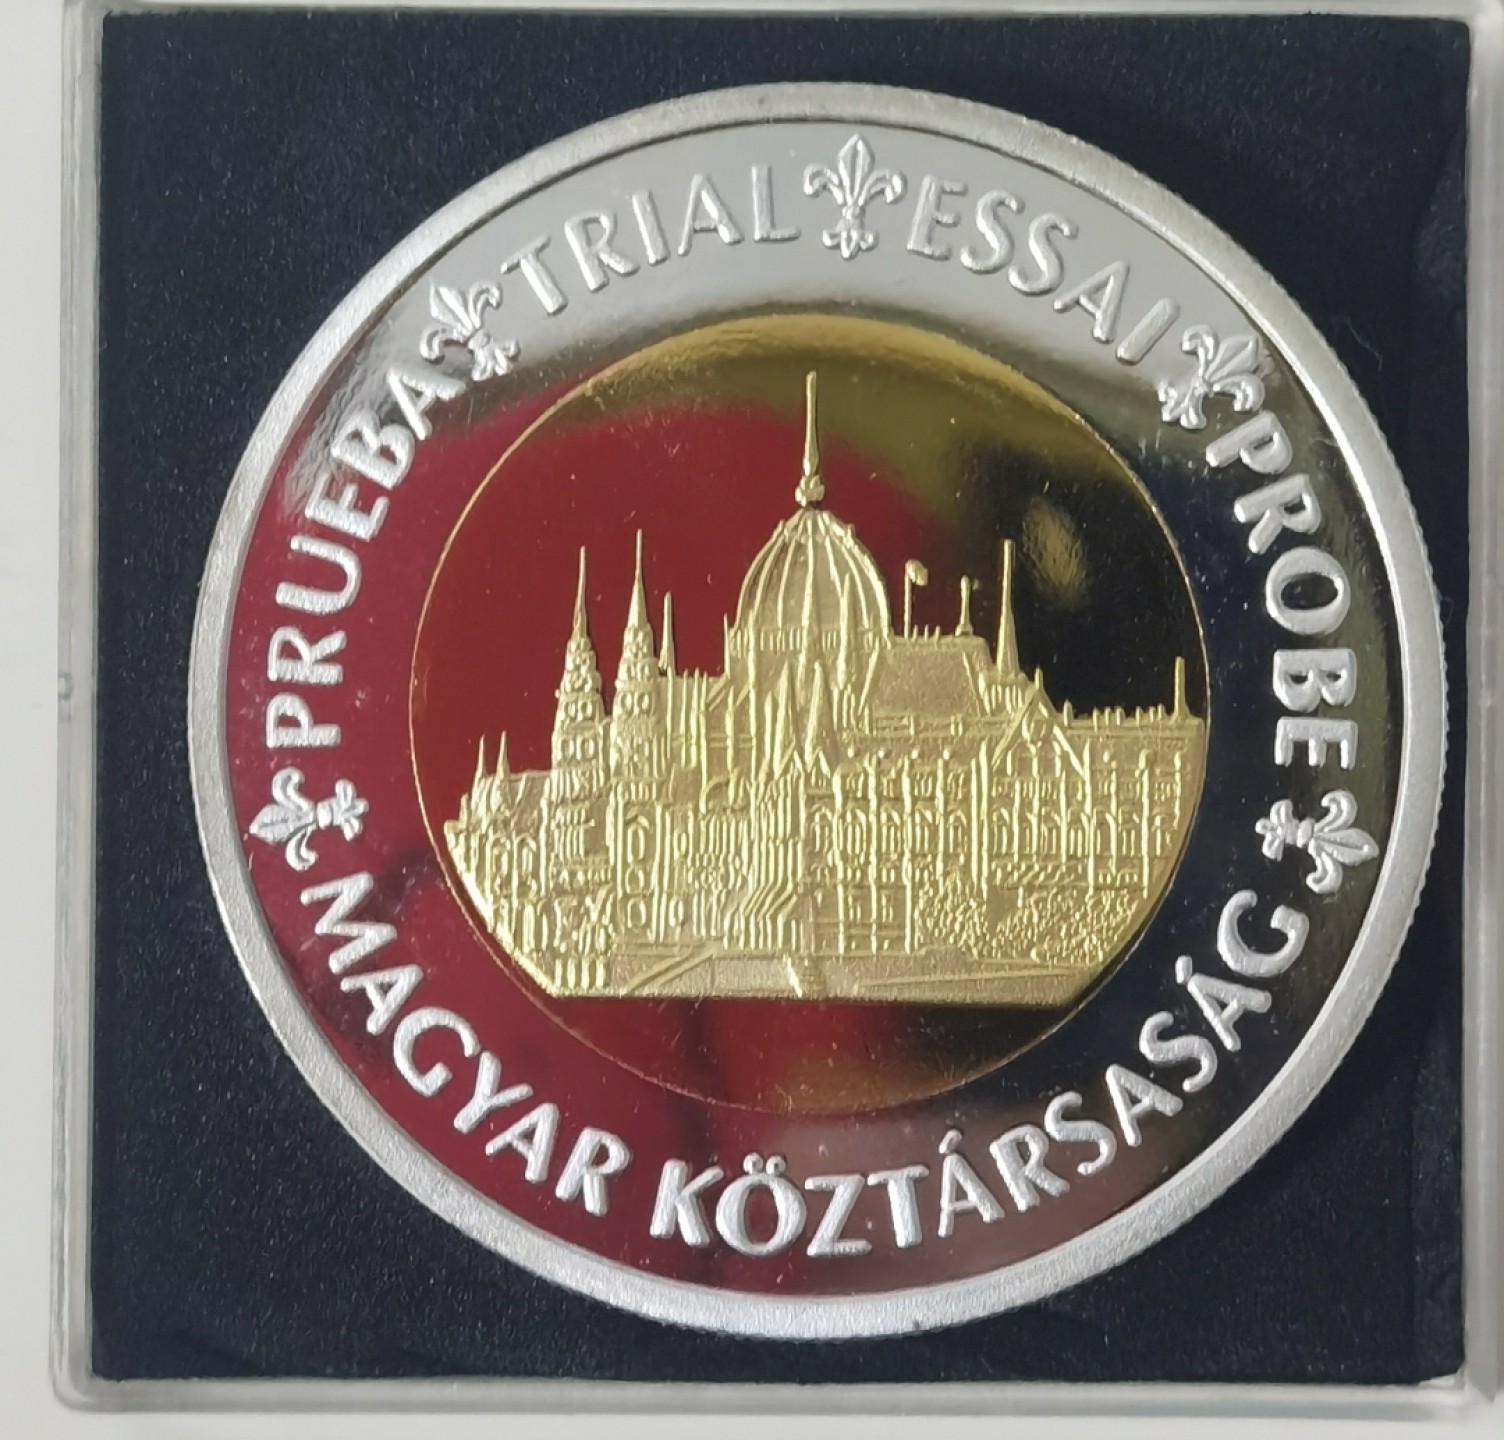 PRUEBA TRIAL ESSAI PROBE
MAGYAR KÖZTÁRSASÁG